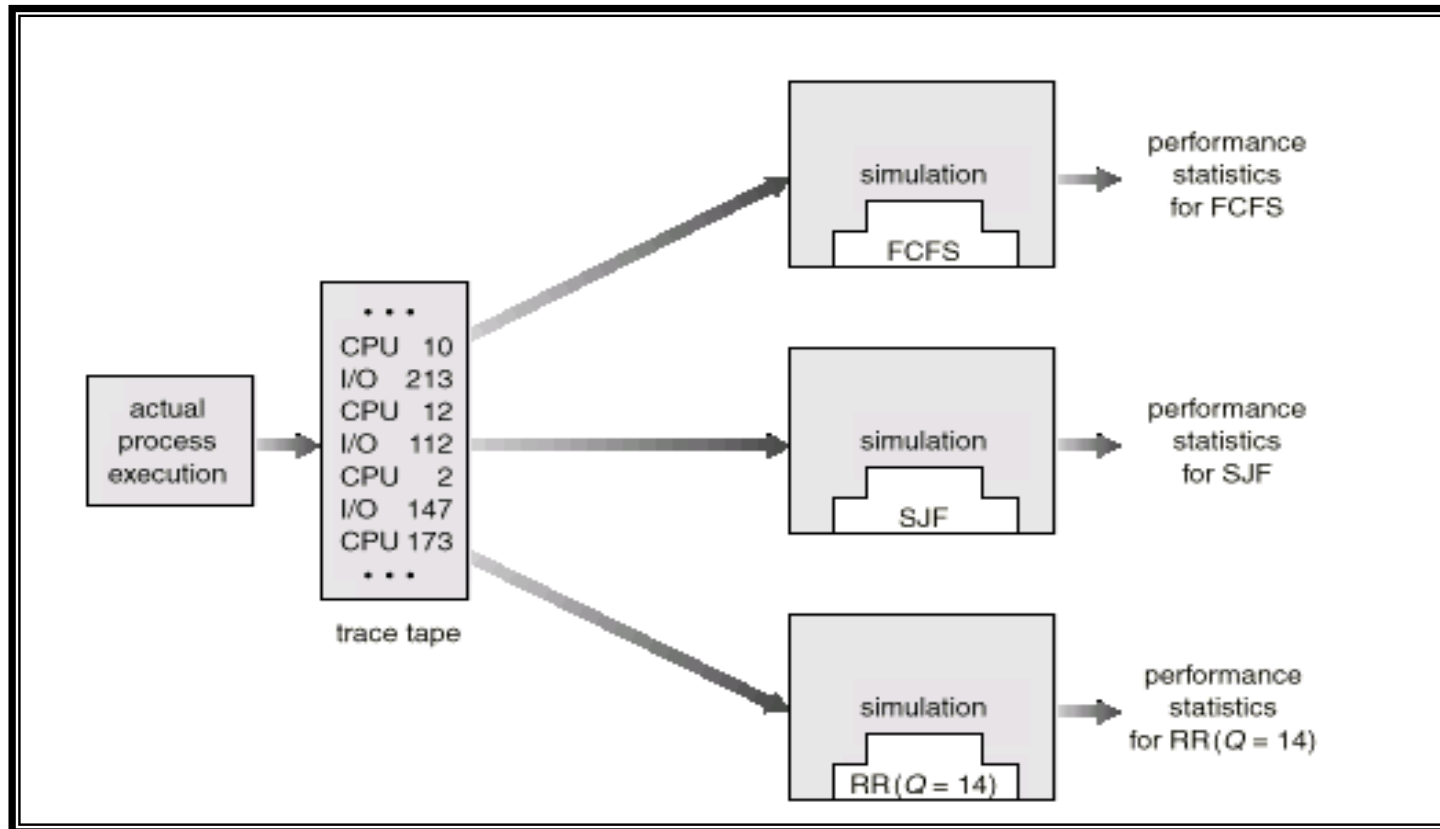 actual
process
execution
• • •
CPU 10
I/O 213
CPU 12
I/O 112
CPU 2
I/O 147
CPU 173
• • •
trace tape
simulation
FCFS
performance
statistics
for FCFS
simulation
SJF
performance
statistics
for SJF
simulation
RR(Q = 14)
performance
statistics
for RR(Q = 14)